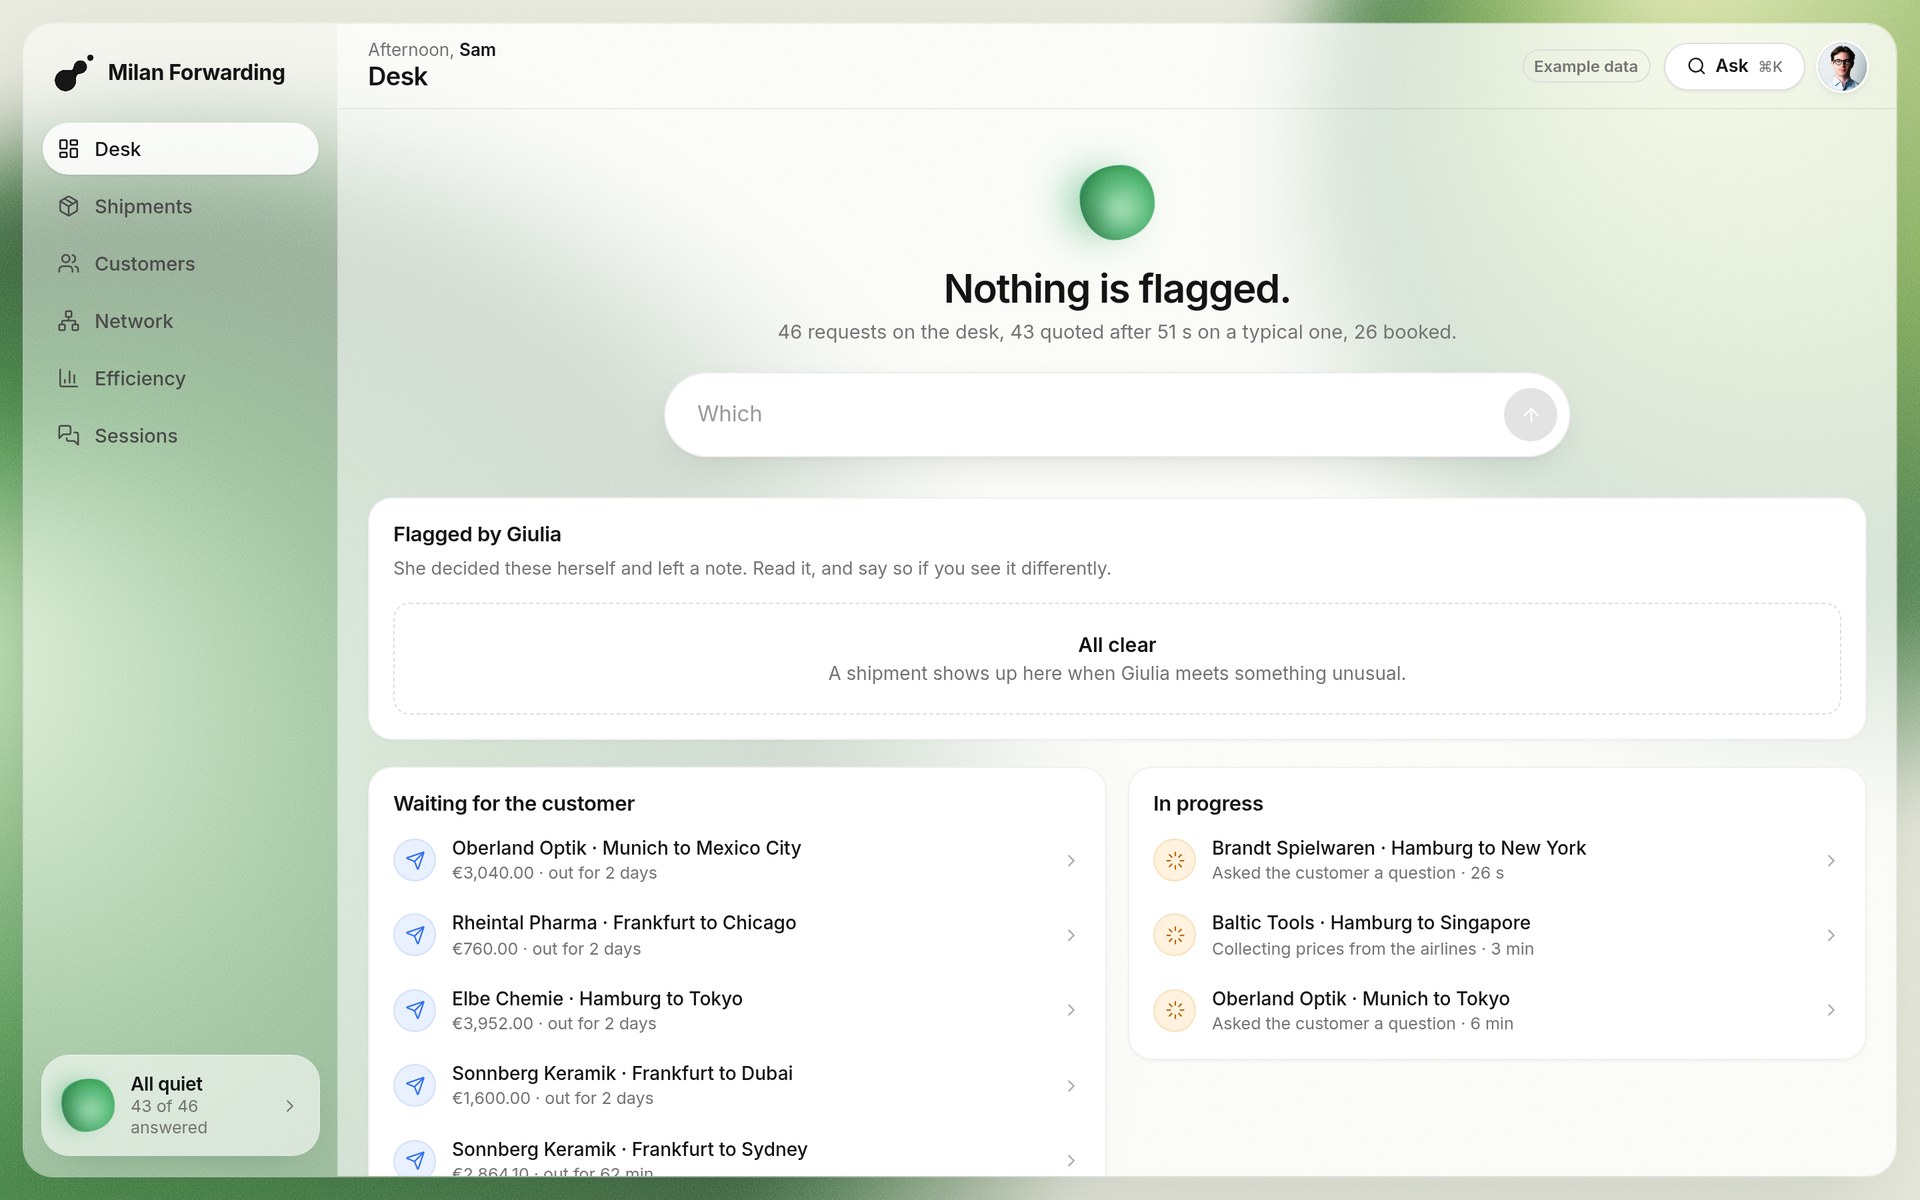 Milan Forwarding
Desk
Shipments
Customers
Network
Efficiency
Sessions
All quiet
43 of 46
answered
Afternoon, Sam
Desk
Example data
Ask ⌘K
Nothing is flagged.
46 requests on the desk, 43 quoted after 51 s on a typical one, 26 booked.
Which
Flagged by Giulia
She decided these herself and left a note. Read it, and say so if you see it differently.
All clear
A shipment shows up here when Giulia meets something unusual.
Waiting for the customer
Oberland Optik · Munich to Mexico City
€3,040.00 · out for 2 days
Rheintal Pharma · Frankfurt to Chicago
€760.00 · out for 2 days
Elbe Chemie · Hamburg to Tokyo
€3,952.00 · out for 2 days
Sonnberg Keramik · Frankfurt to Dubai
€1,600.00 · out for 2 days
Sonnberg Keramik · Frankfurt to Sydney
€2,864.10 · out for 62 min
In progress
Brandt Spielwaren · Hamburg to New York
Asked the customer a question · 26 s
Baltic Tools · Hamburg to Singapore
Collecting prices from the airlines · 3 min
Oberland Optik · Munich to Tokyo
Asked the customer a question · 6 min